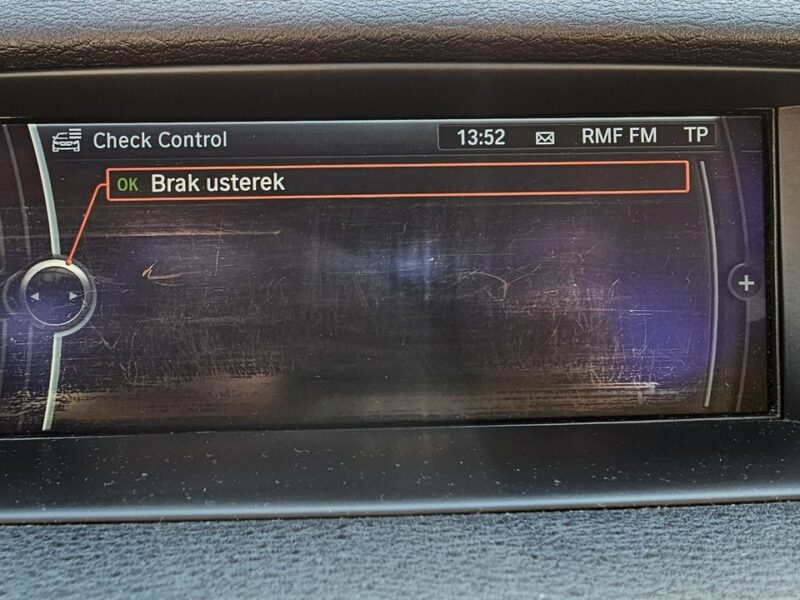 Check Control 13:52 RMF FM TP
OK Brak usterek
+